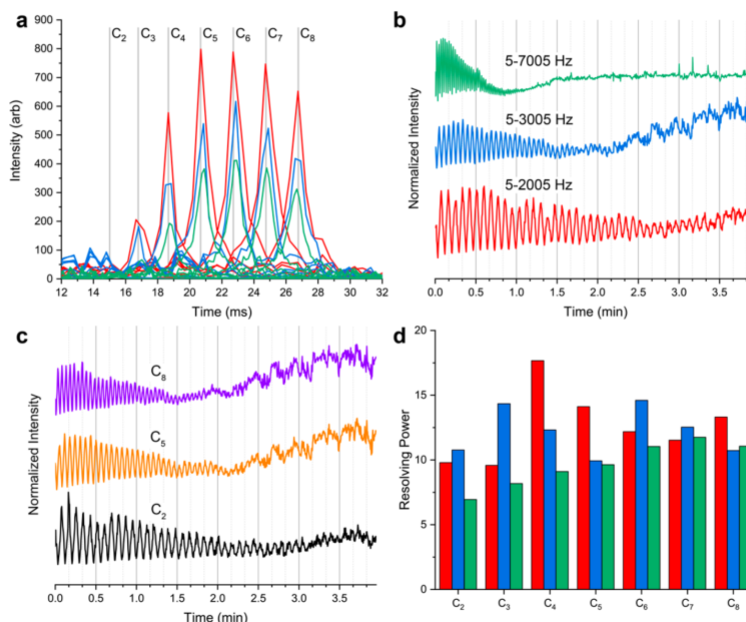 a
C2 C3 C4 C5 C6 C7 C8
900
800
700
600
500
400
300
200
100
0
Intensity (arb)
12 14 16 18 20 22 24 26 28 30 32
Time (ms)
b
5-7005 Hz
5-3005 Hz
5-2005 Hz
Normalized Intensity
0.0 0.5 1.0 1.5 2.0 2.5 3.0 3.5
Time (min)
c
C8
C5
C2
Normalized Intensity
0.0 0.5 1.0 1.5 2.0 2.5 3.0 3.5
Time (min)
d
20
15
10
5
0
Resolving Power
C2 C3 C4 C5 C6 C7 C8